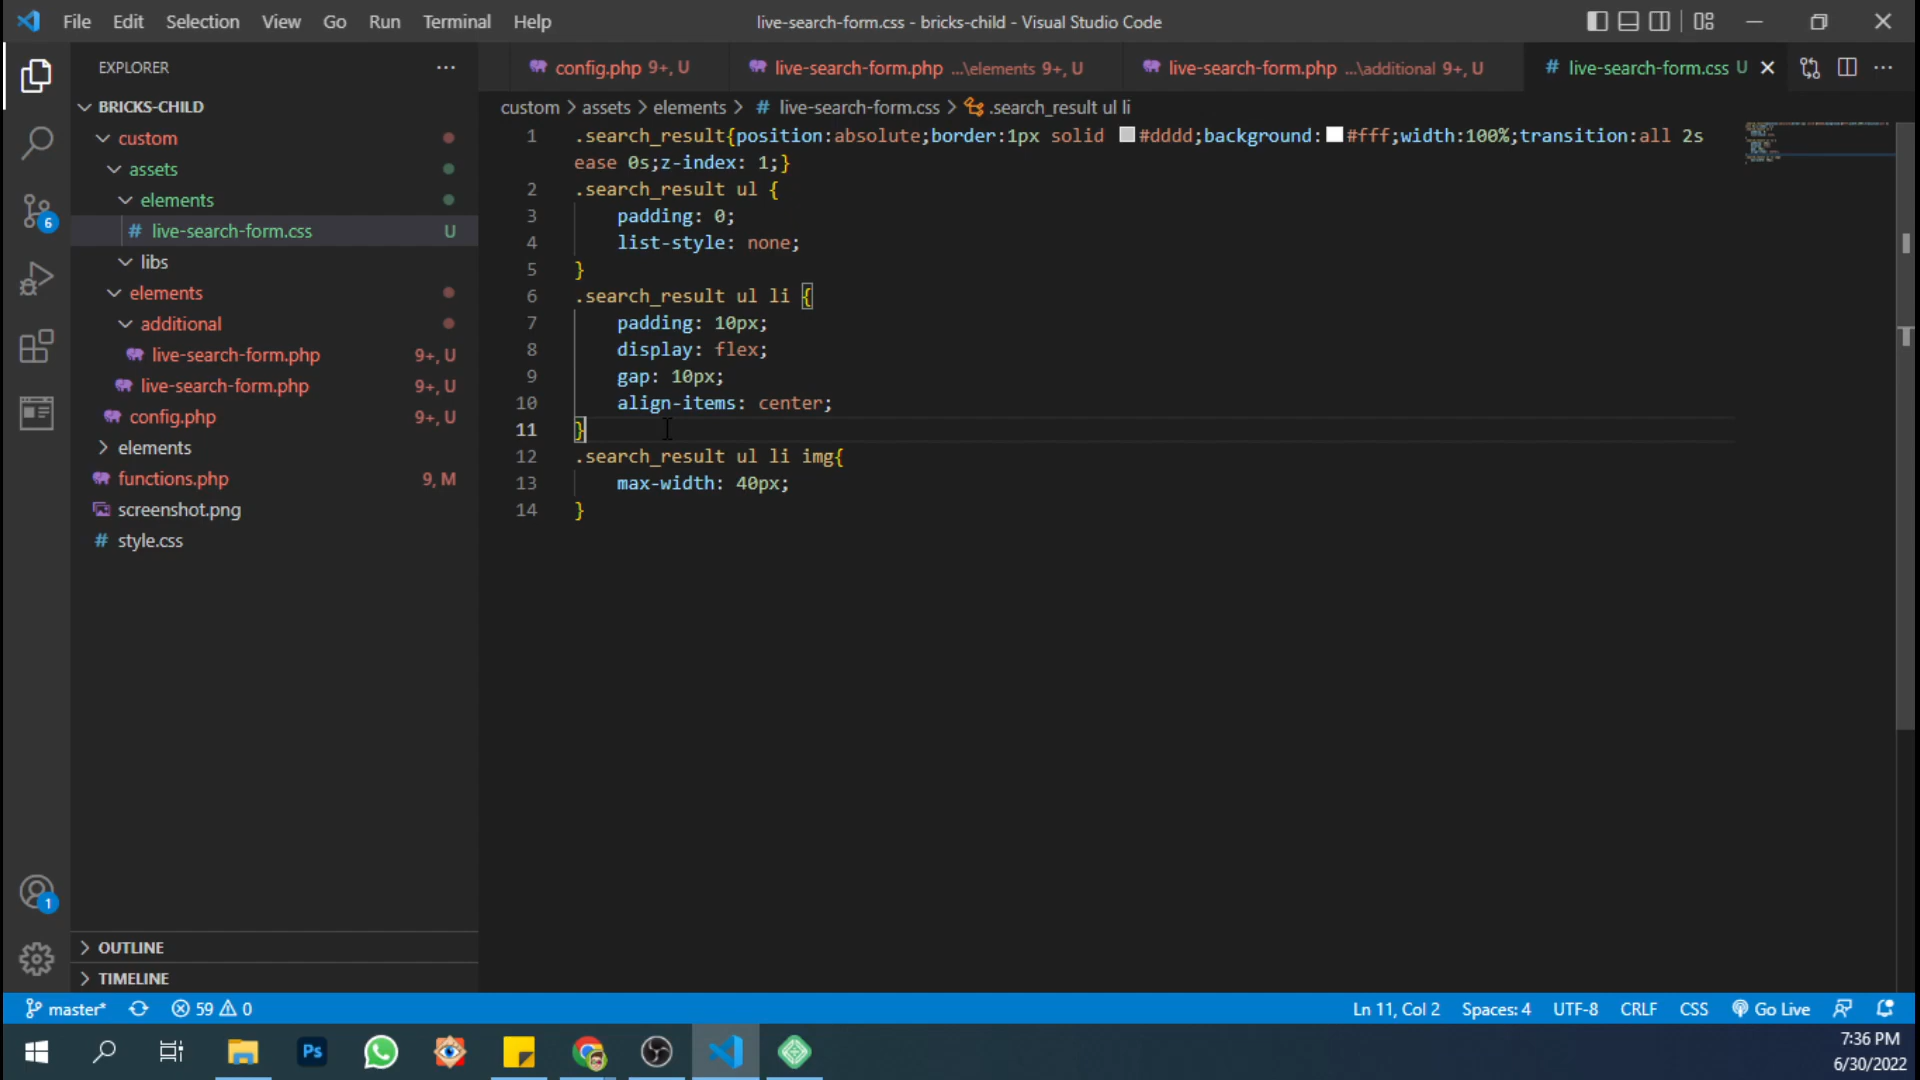 File Edit Selection View Go Run Terminal Help
live-search-form.css - bricks-child - Visual Studio Code
EXPLORER
BRICKS-CHILD
custom
assets
elements
# live-search-form.css U
libs
elements
additional
live-search-form.php 9+, U
live-search-form.php 9+, U
config.php 9+, U
elements
functions.php 9, M
screenshot.png
# style.css
OUTLINE
TIMELINE
6
1
config.php 9+, U
live-search-form.php ...\elements 9+, U
live-search-form.php ...\additional 9+, U
# live-search-form.css U
custom > assets > elements > # live-search-form.css > .search_result ul li
1 .search_result{position:absolute;border:1px solid #dddd;background:#fff;width:100%;transition:all 2s
ease 0s;z-index: 1;}
2 .search_result ul {
3 padding: 0;
4 list-style: none;
5 }
6 .search_result ul li {
7 padding: 10px;
8 display: flex;
9 gap: 10px;
10 align-items: center;
11 }
12 .search_result ul li img{
13 max-width: 40px;
14 }
master* 59 0
Ln 11, Col 2 Spaces: 4 UTF-8 CRLF CSS Go Live
Ps
7:36 PM
6/30/2022